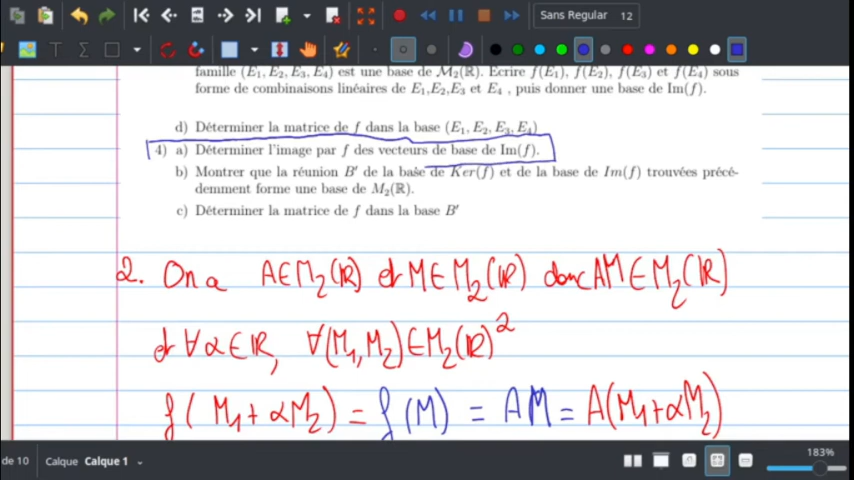 Sans Regular 12
famille (E₁, E₂, E₃, E₄) est une base de M₂(ℝ). Écrire f(E₁), f(E₂), f(E₃) et f(E₄) sous
forme de combinaisons linéaires de E₁,E₂,E₃ et E₄ , puis donner une base de Im(f).
d) Déterminer la matrice de f dans la base (E₁, E₂, E₃, E₄)
4) a) Déterminer l'image par f des vecteurs de base de Im(f).
b) Montrer que la réunion B′ de la base de Ker(f) et de la base de Im(f) trouvées précé-
demment forme une base de M₂(ℝ).
c) Déterminer la matrice de f dans la base B′
2. On a A∈M₂(ℝ) et M∈M₂(ℝ) donc AM∈M₂(ℝ)
et ∀α∈ℝ, ∀(M₁,M₂)∈M₂(ℝ)²
f(M₁+αM₂) = f(M) = AM = A(M₁+αM₂)
183%
de 10 Calque Calque 1